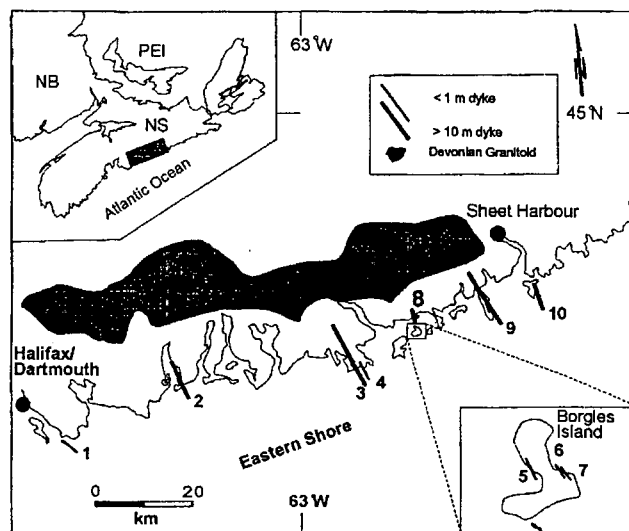 63°W
PEI
NB
NS
Atlantic Ocean
< 1 m dyke
> 10 m dyke
Devonian Granitoid
45°N
Sheet Harbour
8
10
9
Halifax/
Dartmouth
2
3
4
1
Eastern Shore
Borgles
Island
6
5
7
0
20
km
63°W